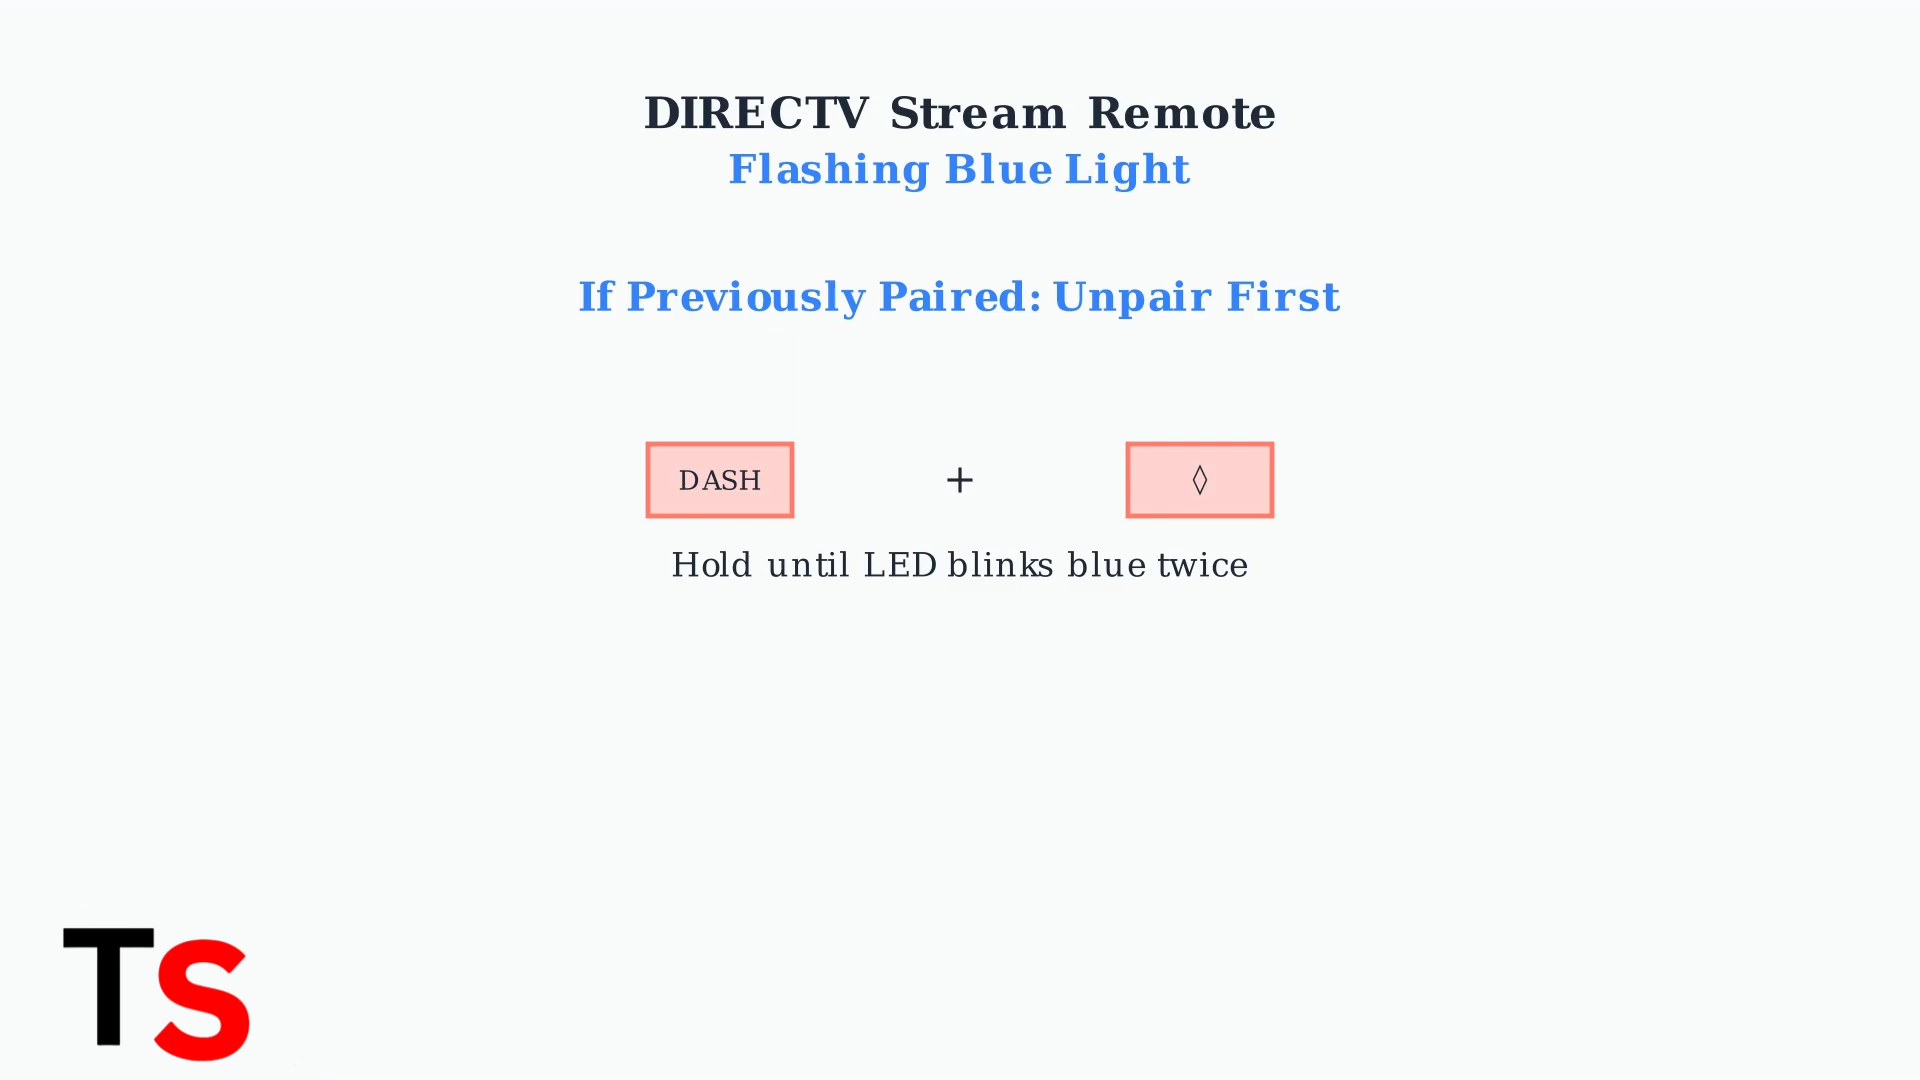 DIRECTV Stream Remote
Flashing Blue Light
If Previously Paired: Unpair First
DASH + ◊
Hold until LED blinks blue twice
TS